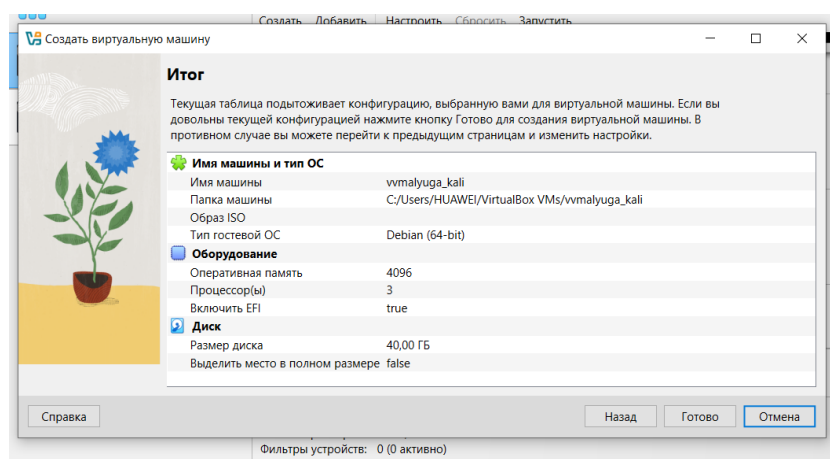 Создать Добавить Настроить Сбросить Запустить
Создать виртуальную машину
Итог
Текущая таблица подытоживает конфигурацию, выбранную вами для виртуальной машины. Если вы
довольны текущей конфигурацией нажмите кнопку Готово для создания виртуальной машины. В
противном случае вы можете перейти к предыдущим страницам и изменить настройки.
Имя машины и тип ОС
Имя машины vvmalyuga_kali
Папка машины C:/Users/HUAWEI/VirtualBox VMs/vvmalyuga_kali
Образ ISO
Тип гостевой ОС Debian (64-bit)
Оборудование
Оперативная память 4096
Процессор(ы) 3
Включить EFI true
Диск
Размер диска 40,00 ГБ
Выделить место в полном размере false
Справка Назад Готово Отмена
Фильтры устройств: 0 (0 активно)